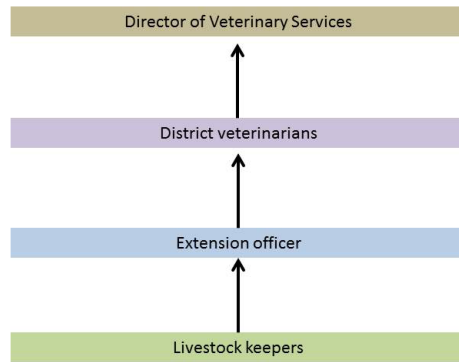 Director of Veterinary Services
District veterinarians
Extension officer
Livestock keepers